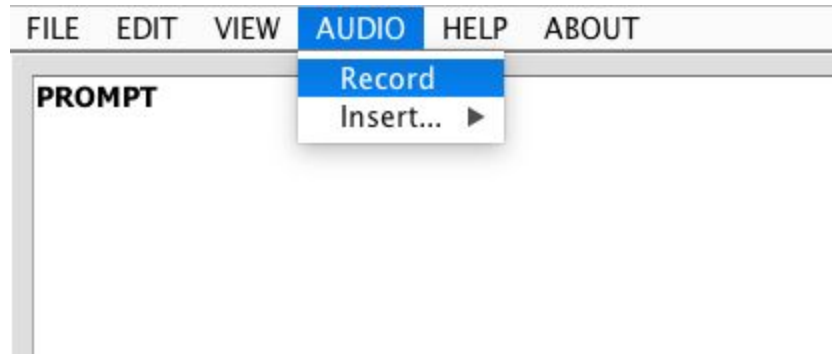 FILE EDIT VIEW AUDIO HELP ABOUT
Record
Insert...
PROMPT